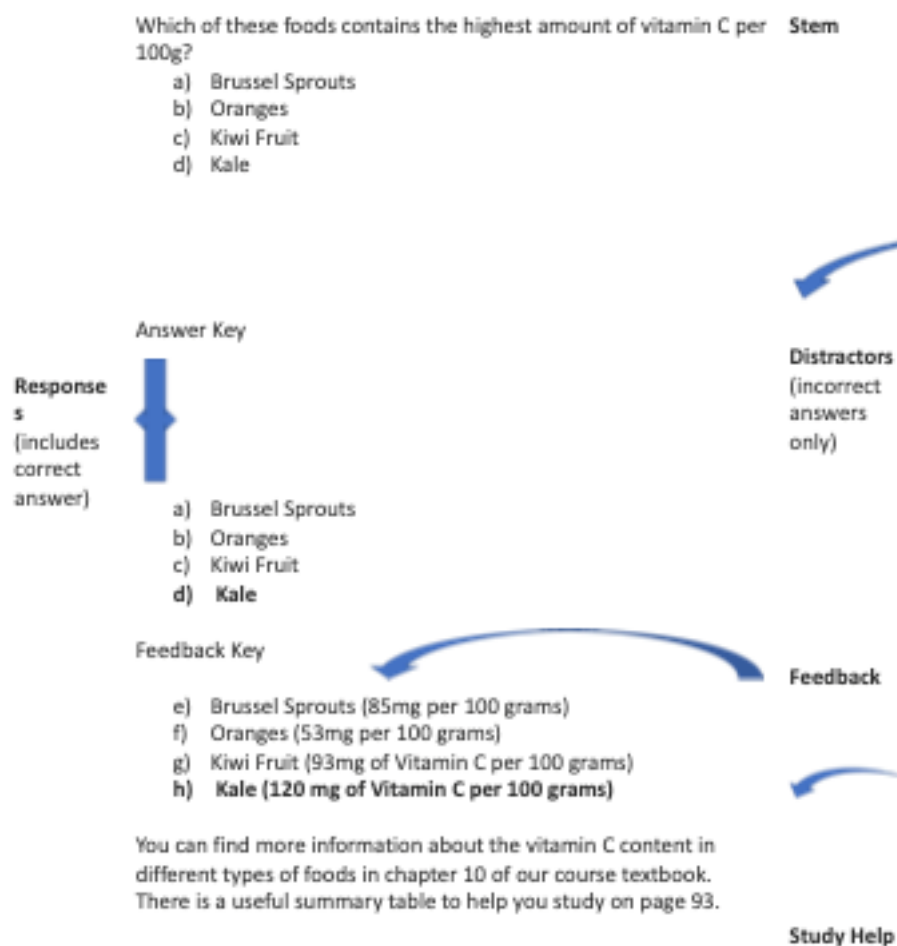 Which of these foods contains the highest amount of vitamin C per
100g?
a) Brussel Sprouts
b) Oranges
c) Kiwi Fruit
d) Kale
Stem
Answer Key
Response
s
(includes
correct
answer)
Distractors
(incorrect
answers
only)
a) Brussel Sprouts
b) Oranges
c) Kiwi Fruit
d) Kale
Feedback Key
Feedback
e) Brussel Sprouts (85mg per 100 grams)
f) Oranges (53mg per 100 grams)
g) Kiwi Fruit (93mg of Vitamin C per 100 grams)
h) Kale (120 mg of Vitamin C per 100 grams)
You can find more information about the vitamin C content in
different types of foods in chapter 10 of our course textbook.
There is a useful summary table to help you study on page 93.
Study Help